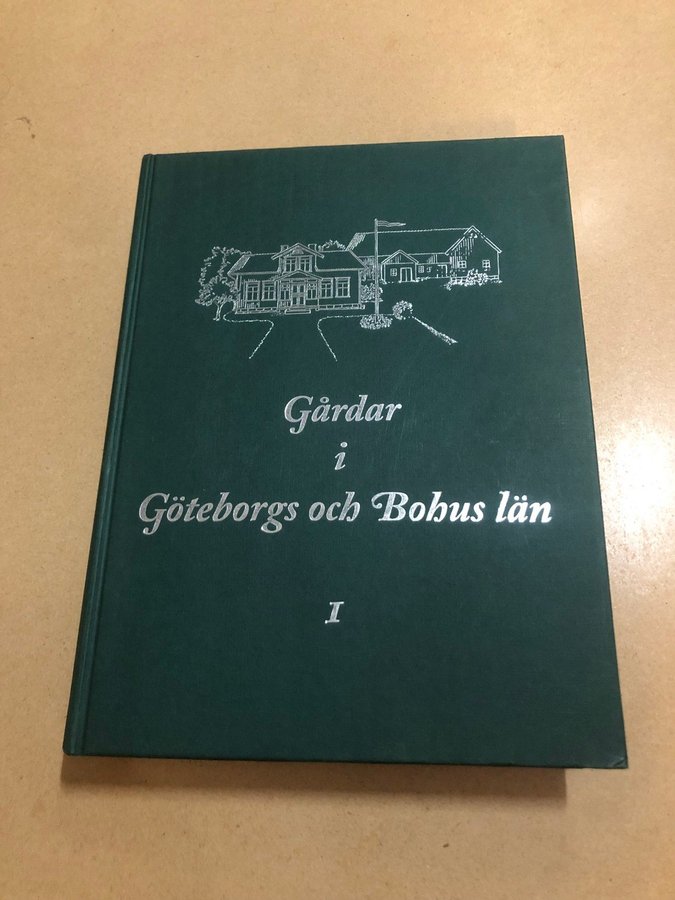 Gårdar
i
Göteborgs och Bohus län
I